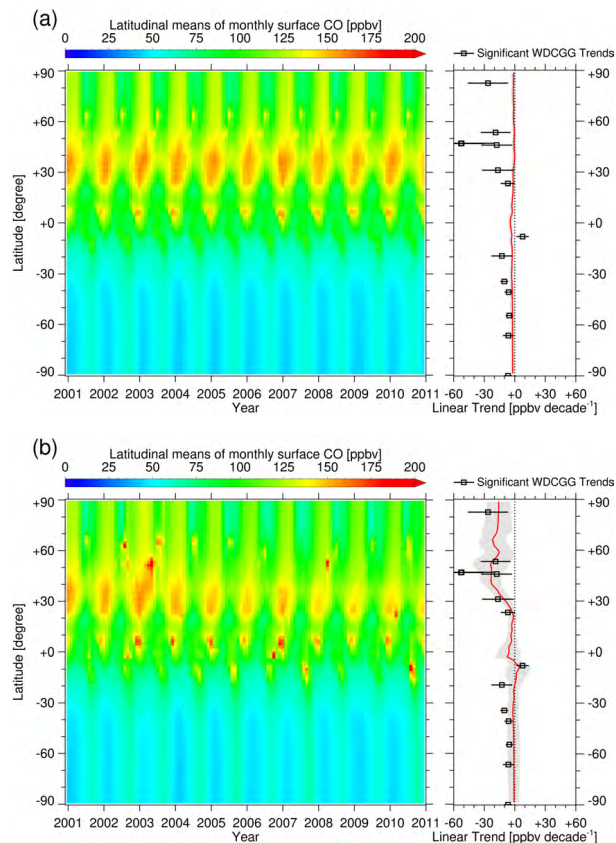 (a)
Latitudinal means of monthly surface CO [ppbv]
0 25 50 75 100 125 150 175 200
Significant WDCGG Trends
+90
+60
+30
+0
-30
-60
-90
Latitude [degree]
2001 2002 2003 2004 2005 2006 2007 2008 2009 2010 2011
Year
-60 -30 +0 +30 +60
Linear Trend [ppbv decade⁻¹]
(b)
Latitudinal means of monthly surface CO [ppbv]
0 25 50 75 100 125 150 175 200
Significant WDCGG Trends
+90
+60
+30
+0
-30
-60
-90
Latitude [degree]
2001 2002 2003 2004 2005 2006 2007 2008 2009 2010 2011
Year
-60 -30 +0 +30 +60
Linear Trend [ppbv decade⁻¹]